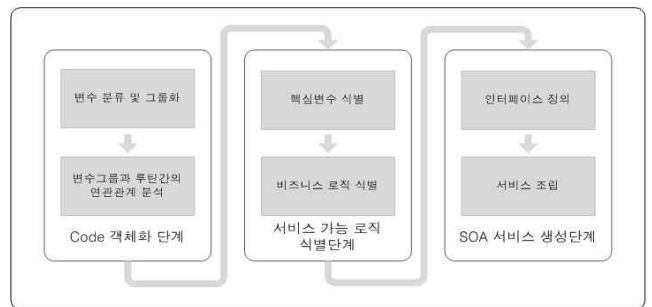 변수 분류 및 그룹화
변수그룹과 루틴간의
연관관계 분석
Code 객체화 단계
핵심변수 식별
비즈니스 로직 식별
서비스 가능 로직
식별단계
인터페이스 정의
서비스 조립
SOA 서비스 생성단계